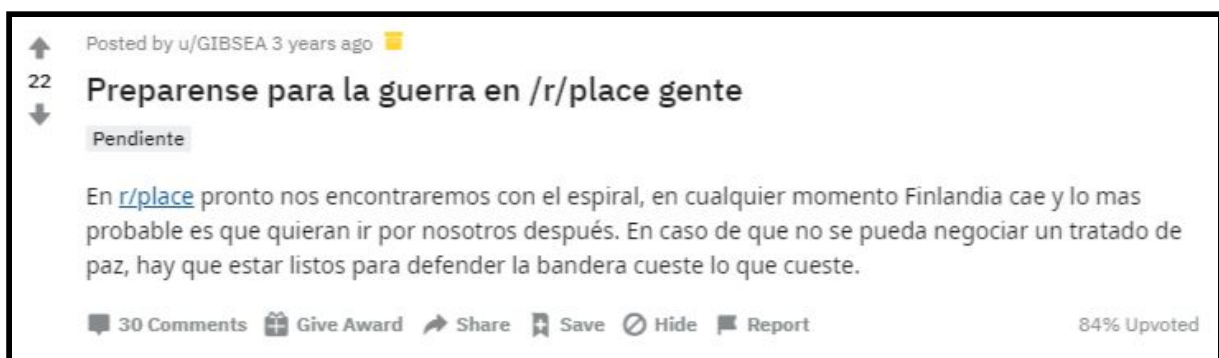 Posted by u/GIBSEA 3 years ago
22
Preparense para la guerra en /r/place gente
Pendiente
En r/place pronto nos encontraremos con el espiral, en cualquier momento Finlandia cae y lo mas
probable es que quieran ir por nosotros después. En caso de que no se pueda negociar un tratado de
paz, hay que estar listos para defender la bandera cueste lo que cueste.
30 Comments Give Award Share Save Hide Report 84% Upvoted